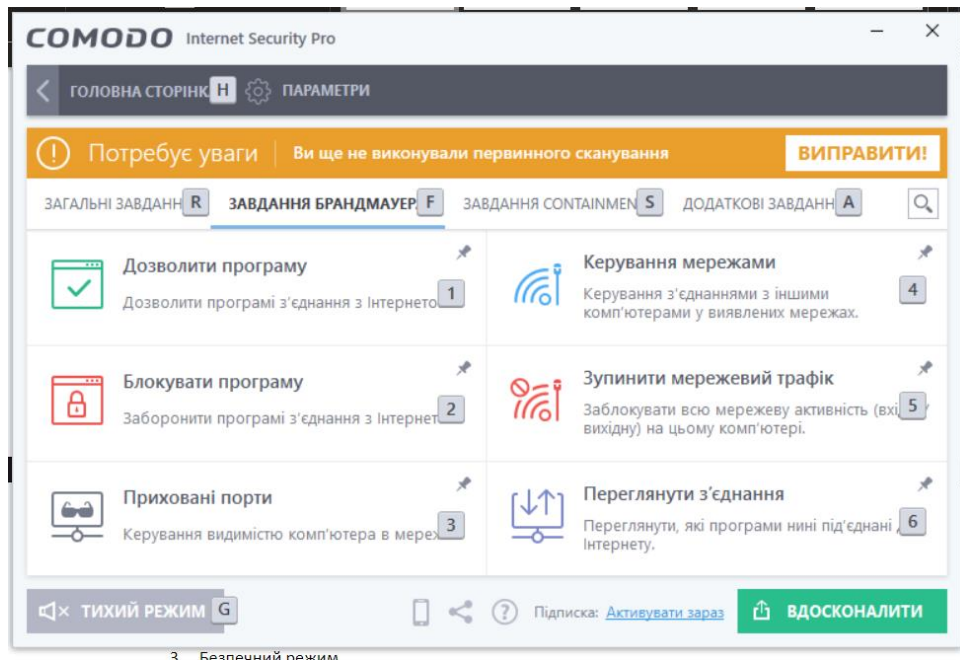 COMODO Internet Security Pro
ГОЛОВНА СТОРІНК H ПАРАМЕТРИ
Потребує уваги Ви ще не виконували первинного сканування ВИПРАВИТИ!
ЗАГАЛЬНІ ЗАВДАНН R ЗАВДАННЯ БРАНДМАУЕР F ЗАВДАННЯ CONTAINMEN S ДОДАТКОВІ ЗАВДАНН A
Дозволити програму
Дозволити програмі з'єднання з Інтернето 1
Керування мережами
Керування з'єднаннями з іншими 4
комп'ютерами у виявлених мережах.
Блокувати програму
Заборонити програмі з'єднання з Інтернет 2
Зупинити мережевий трафік
Заблокувати всю мережеву активність (вхі 5
вихідну) на цьому комп'ютері.
Приховані порти
Керування видимістю комп'ютера в мереж 3
Переглянути з'єднання
Переглянути, які програми нині під'єднані 6
Інтернету.
ТИХИЙ РЕЖИМ G Підписка: Активувати зараз ВДОСКОНАЛИТИ
3. Безпечний режим